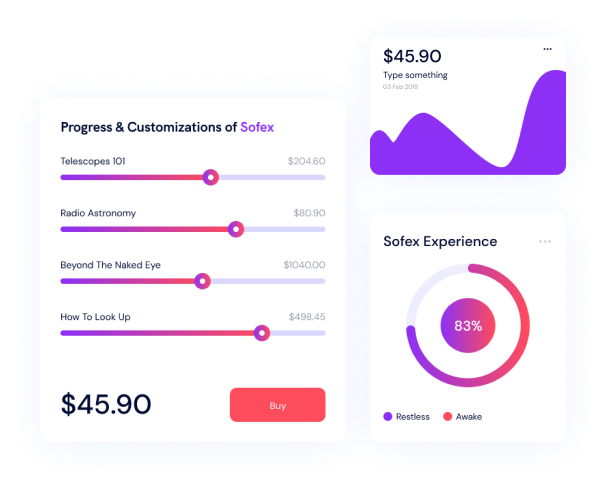 Progress & Customizations of Sofex
Telescopes 101 $204.60
Radio Astronomy $80.90
Beyond The Naked Eye $1040.00
How To Look Up $498.45
$45.90 Buy
$45.90
Type something
03 Feb 2019
Sofex Experience
83%
Restless Awake